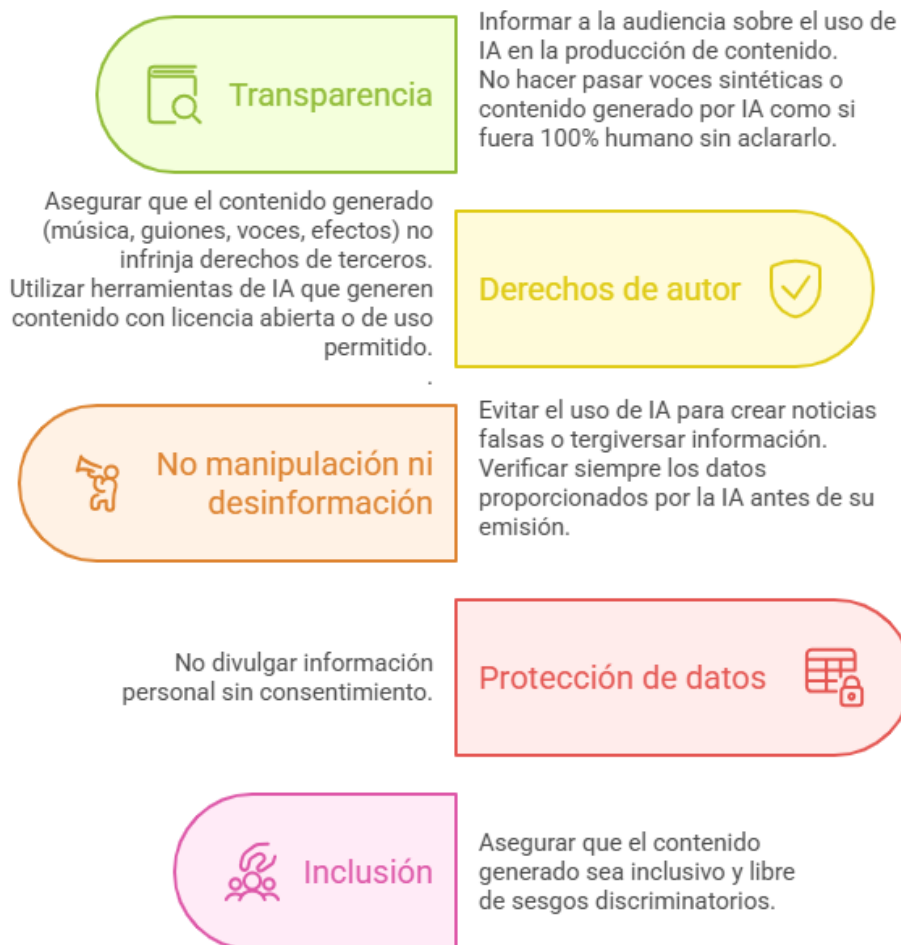 Transparencia
Informar a la audiencia sobre el uso de
IA en la producción de contenido.
No hacer pasar voces sintéticas o
contenido generado por IA como si
fuera 100% humano sin aclararlo.
Asegurar que el contenido generado
(música, guiones, voces, efectos) no
infrinja derechos de terceros.
Utilizar herramientas de IA que generen
contenido con licencia abierta o de uso
permitido.
.
Derechos de autor
No manipulación ni
desinformación
Evitar el uso de IA para crear noticias
falsas o tergiversar información.
Verificar siempre los datos
proporcionados por la IA antes de su
emisión.
No divulgar información
personal sin consentimiento.
Protección de datos
Inclusión
Asegurar que el contenido
generado sea inclusivo y libre
de sesgos discriminatorios.